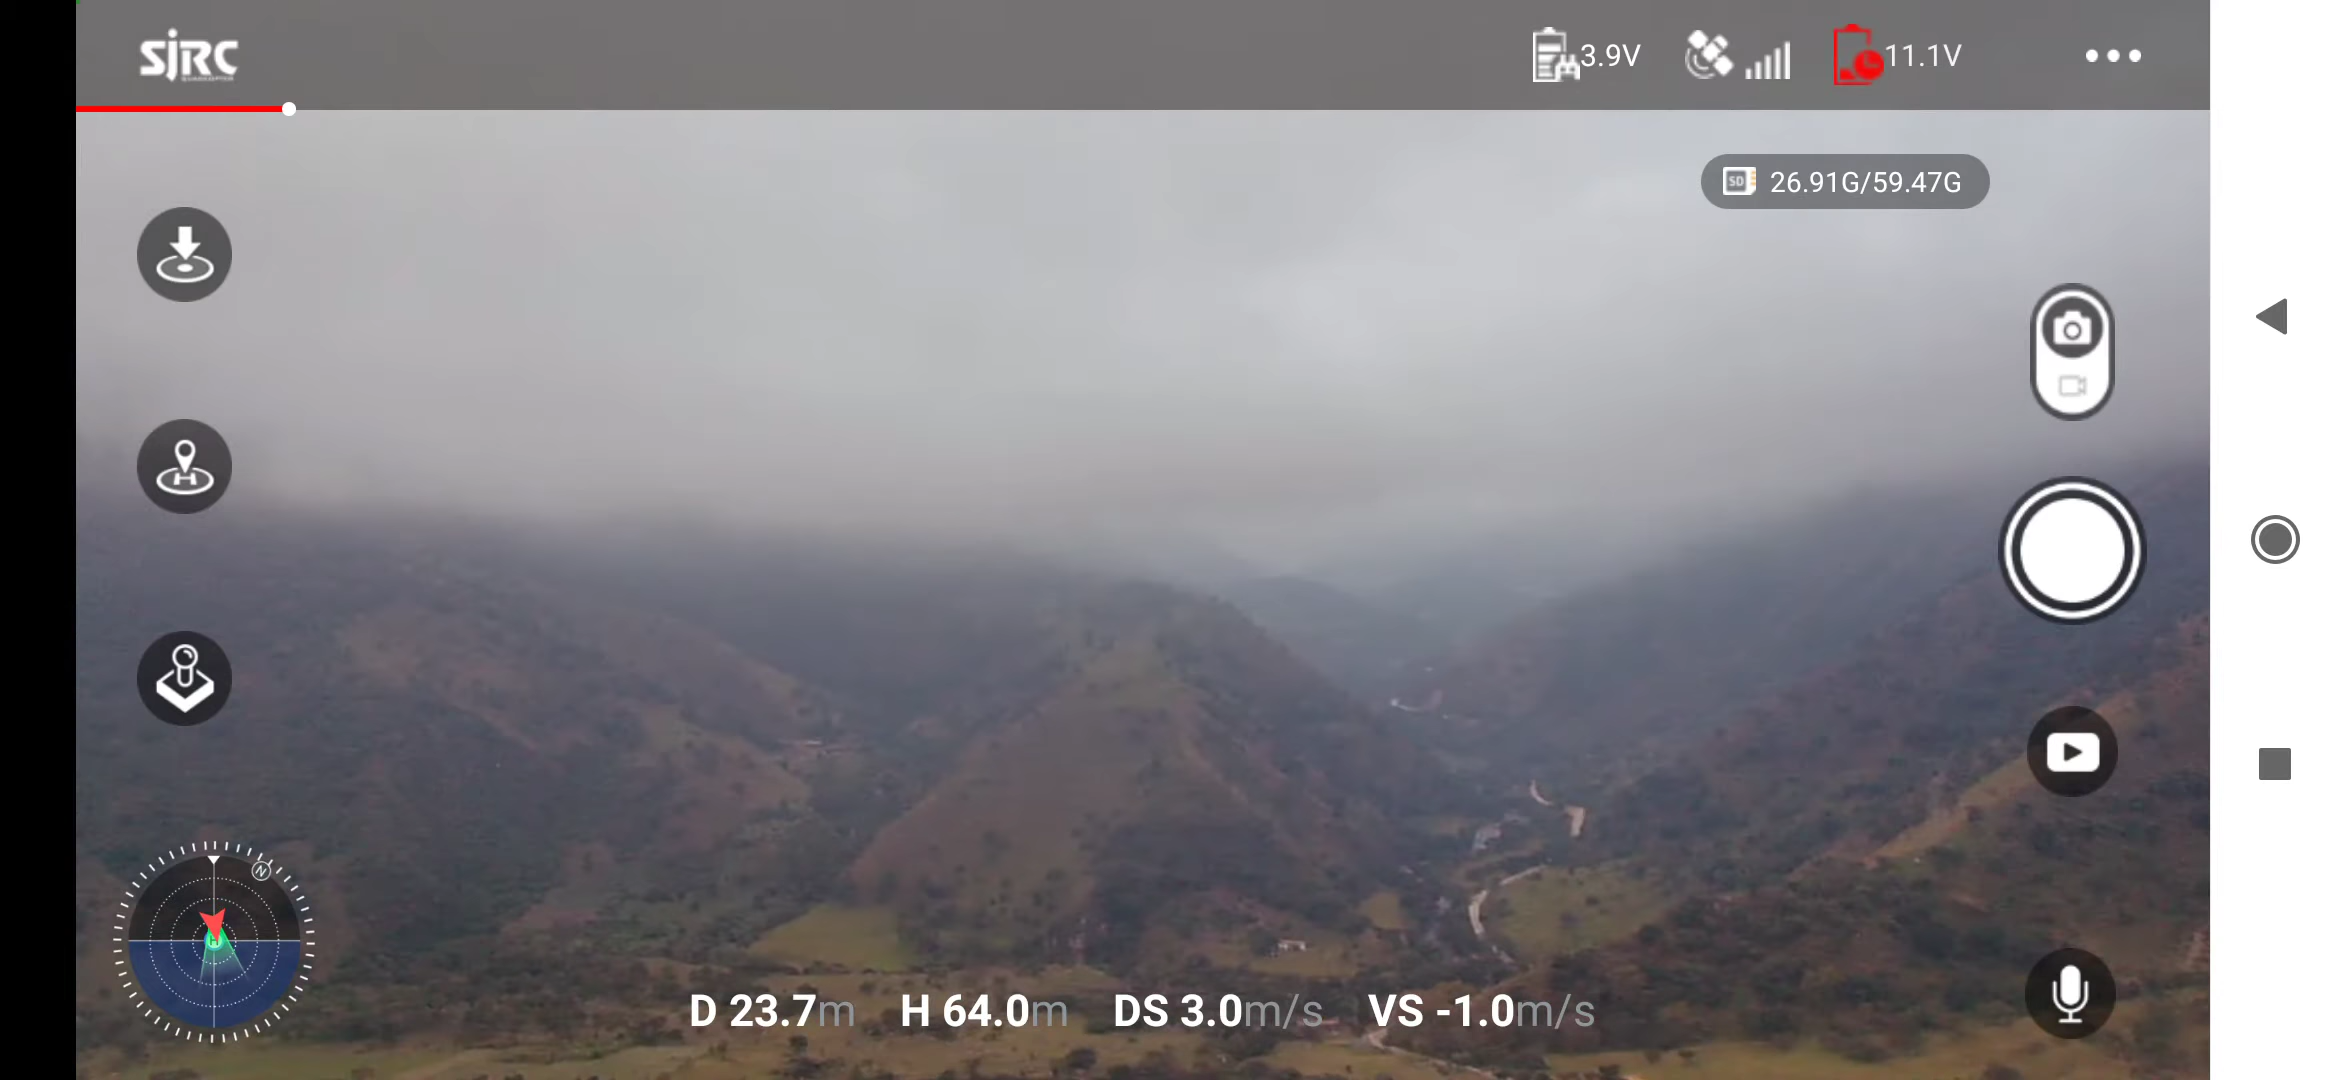 SJRC
3.9V
11.1V
SD 26.91G/59.47G
H
N
H
D 23.7m H 64.0m DS 3.0m/s VS -1.0m/s